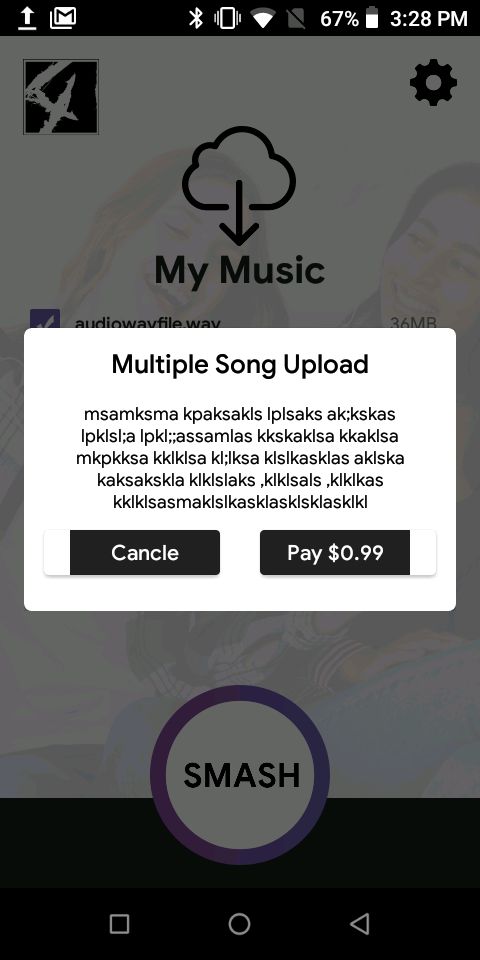 67% 3:28 PM
My Music
audiowavfile.wav 36MB
Multiple Song Upload
msamksma kpaksakls lplsaks ak;kskas
lpklsl;a lpkl;;assamlas kkskaklsa kkaklsa
mkpkksa kklklsa kl;lksa klslkasklas aklska
kaksakskla klklslaks ,klklsals ,klklkas
kklklsasmaklslkasklasklsklasklkl
Cancle Pay $0.99
SMASH